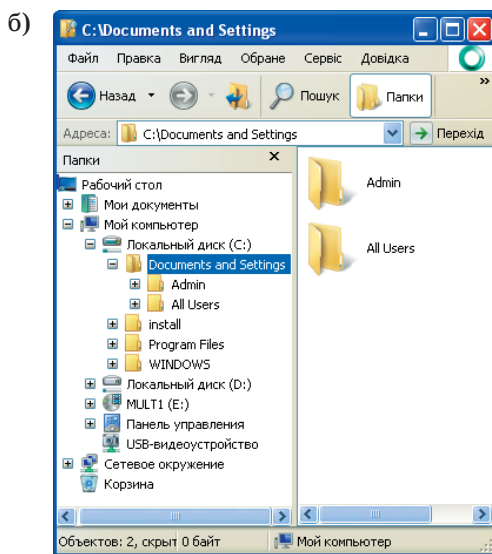 б)
C:\Documents and Settings
Файл Правка Вигляд Обране Сервіс Довідка
Назад Пошук Папки »
Адреса: C:\Documents and Settings Перехід
Папки
Рабочий стол
Мои документы
Мой компьютер
Локальный диск (C:)
Documents and Settings
Admin
All Users
install
Program Files
WINDOWS
Локальный диск (D:)
MULT1 (E:)
Панель управления
USB-видеоустройство
Сетевое окружение
Корзина
Admin
All Users
Объектов: 2, скрыт 0 байт Мой компьютер